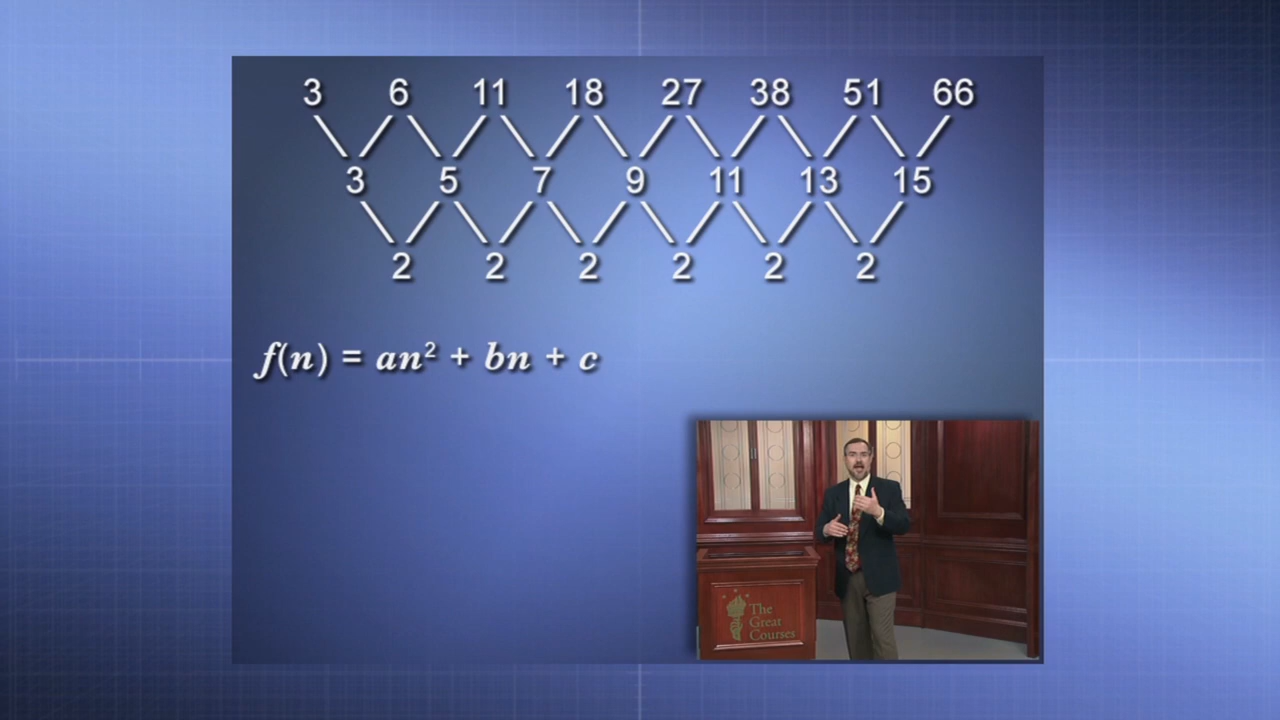 3 6 11 18 27 38 51 66
3 5 7 9 11 13 15
2 2 2 2 2 2
f(n) = an² + bn + c
The
Great
Courses